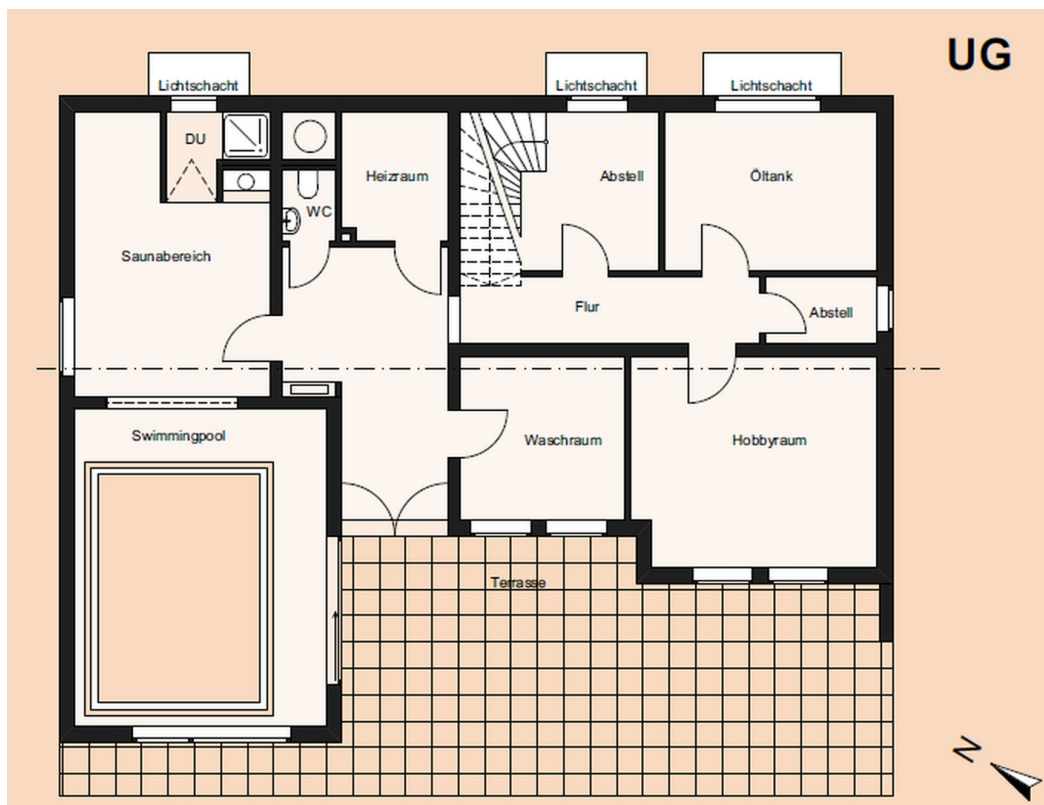 UG
Lichtschacht
Lichtschacht
Lichtschacht
DU
Heizraum
Abstell
Öltank
WC
Saunabereich
Flur
Abstell
Swimmingpool
Waschraum
Hobbyraum
Terrasse
N